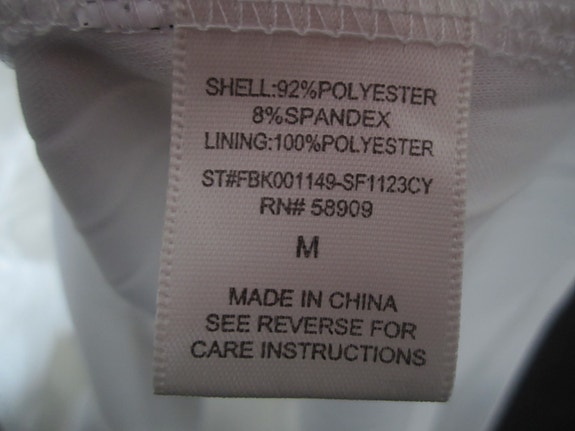 SHELL:92%POLYESTER
8%SPANDEX
LINING:100%POLYESTER
ST#FBK001149-SF1123CY
RN# 58909
M
MADE IN CHINA
SEE REVERSE FOR
CARE INSTRUCTIONS